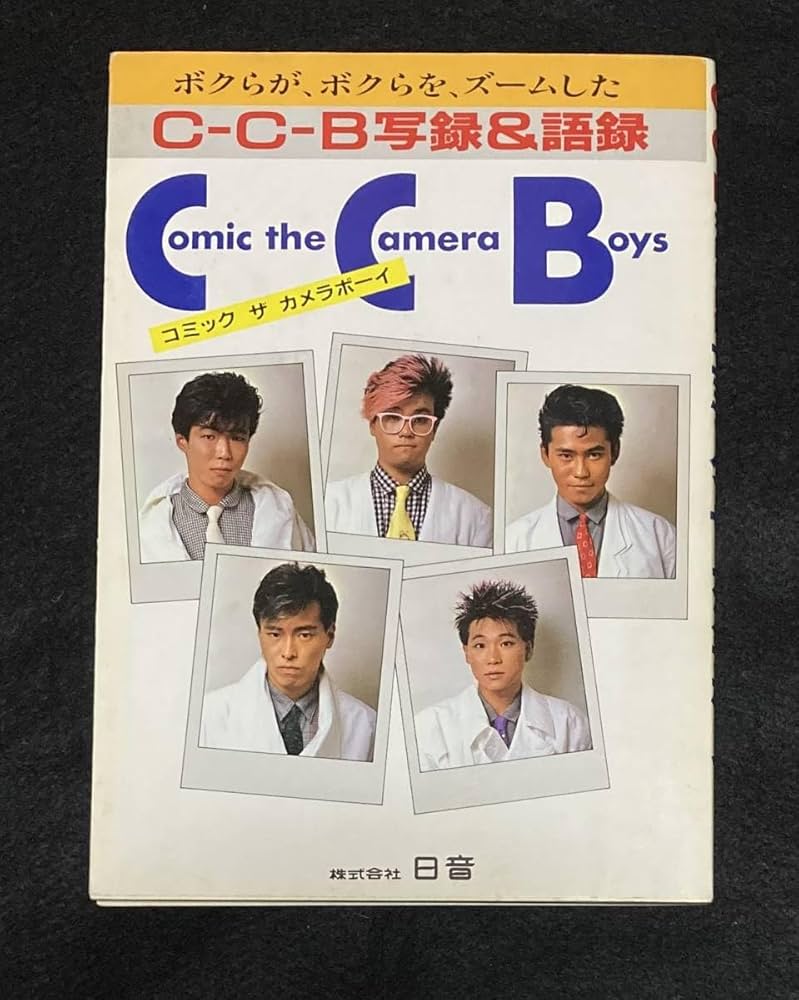 ボクらが、ボクらを、ズームした
C-C-B写録&語録
Comic the Camera Boys
コミック ザ カメラボーイ
株式会社 日音